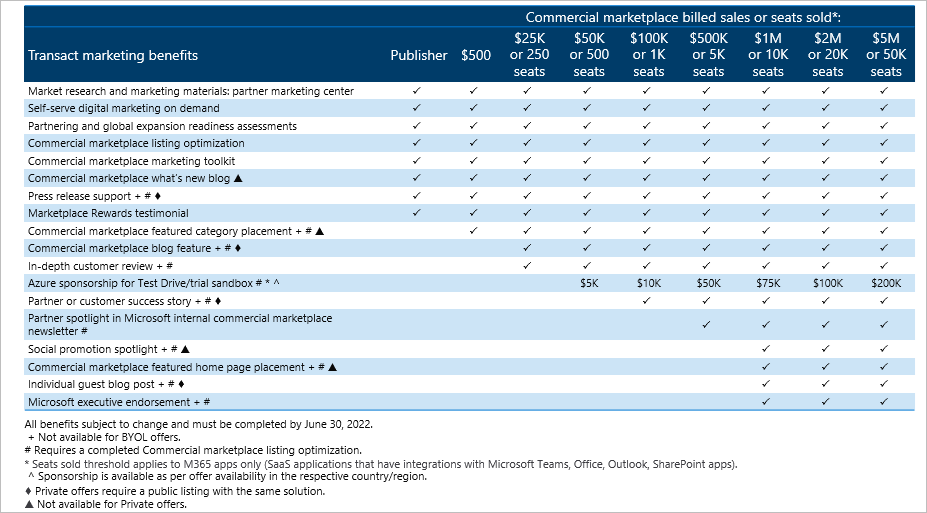 Commercial marketplace billed sales or seats sold*:
Transact marketing benefits Publisher $500 $25K or 250 seats $50K or 500 seats $100K or 1K seats $500K or 5K seats $1M or 10K seats $2M or 20K seats $5M or 50K seats
Market research and marketing materials: partner marketing center ✓ ✓ ✓ ✓ ✓ ✓ ✓ ✓ ✓
Self-serve digital marketing on demand ✓ ✓ ✓ ✓ ✓ ✓ ✓ ✓ ✓
Partnering and global expansion readiness assessments ✓ ✓ ✓ ✓ ✓ ✓ ✓ ✓ ✓
Commercial marketplace listing optimization ✓ ✓ ✓ ✓ ✓ ✓ ✓ ✓ ✓
Commercial marketplace marketing toolkit ✓ ✓ ✓ ✓ ✓ ✓ ✓ ✓ ✓
Commercial marketplace what's new blog ▲ ✓ ✓ ✓ ✓ ✓ ✓ ✓ ✓ ✓
Press release support + # ♦ ✓ ✓ ✓ ✓ ✓ ✓ ✓ ✓ ✓
Marketplace Rewards testimonial ✓ ✓ ✓ ✓ ✓ ✓ ✓ ✓ ✓
Commercial marketplace featured category placement + # ▲ ✓ ✓ ✓ ✓ ✓ ✓ ✓ ✓
Commercial marketplace blog feature + # ♦ ✓ ✓ ✓ ✓ ✓ ✓ ✓
In-depth customer review + # ✓ ✓ ✓ ✓ ✓ ✓ ✓
Azure sponsorship for Test Drive/trial sandbox # * ^ $5K $10K $50K $75K $100K $200K
Partner or customer success story + # ♦ ✓ ✓ ✓ ✓ ✓
Partner spotlight in Microsoft internal commercial marketplace
newsletter # ✓ ✓ ✓ ✓
Social promotion spotlight + # ▲ ✓ ✓ ✓
Commercial marketplace featured home page placement + # ▲ ✓ ✓ ✓
Individual guest blog post + # ♦ ✓ ✓ ✓
Microsoft executive endorsement + # ✓ ✓ ✓
All benefits subject to change and must be completed by June 30, 2022.
+ Not available for BYOL offers.
# Requires a completed Commercial marketplace listing optimization.
* Seats sold threshold applies to M365 apps only (SaaS applications that have integrations with Microsoft Teams, Office, Outlook, SharePoint apps).
^ Sponsorship is available as per offer availability in the respective country/region.
♦ Private offers require a public listing with the same solution.
▲ Not available for Private offers.